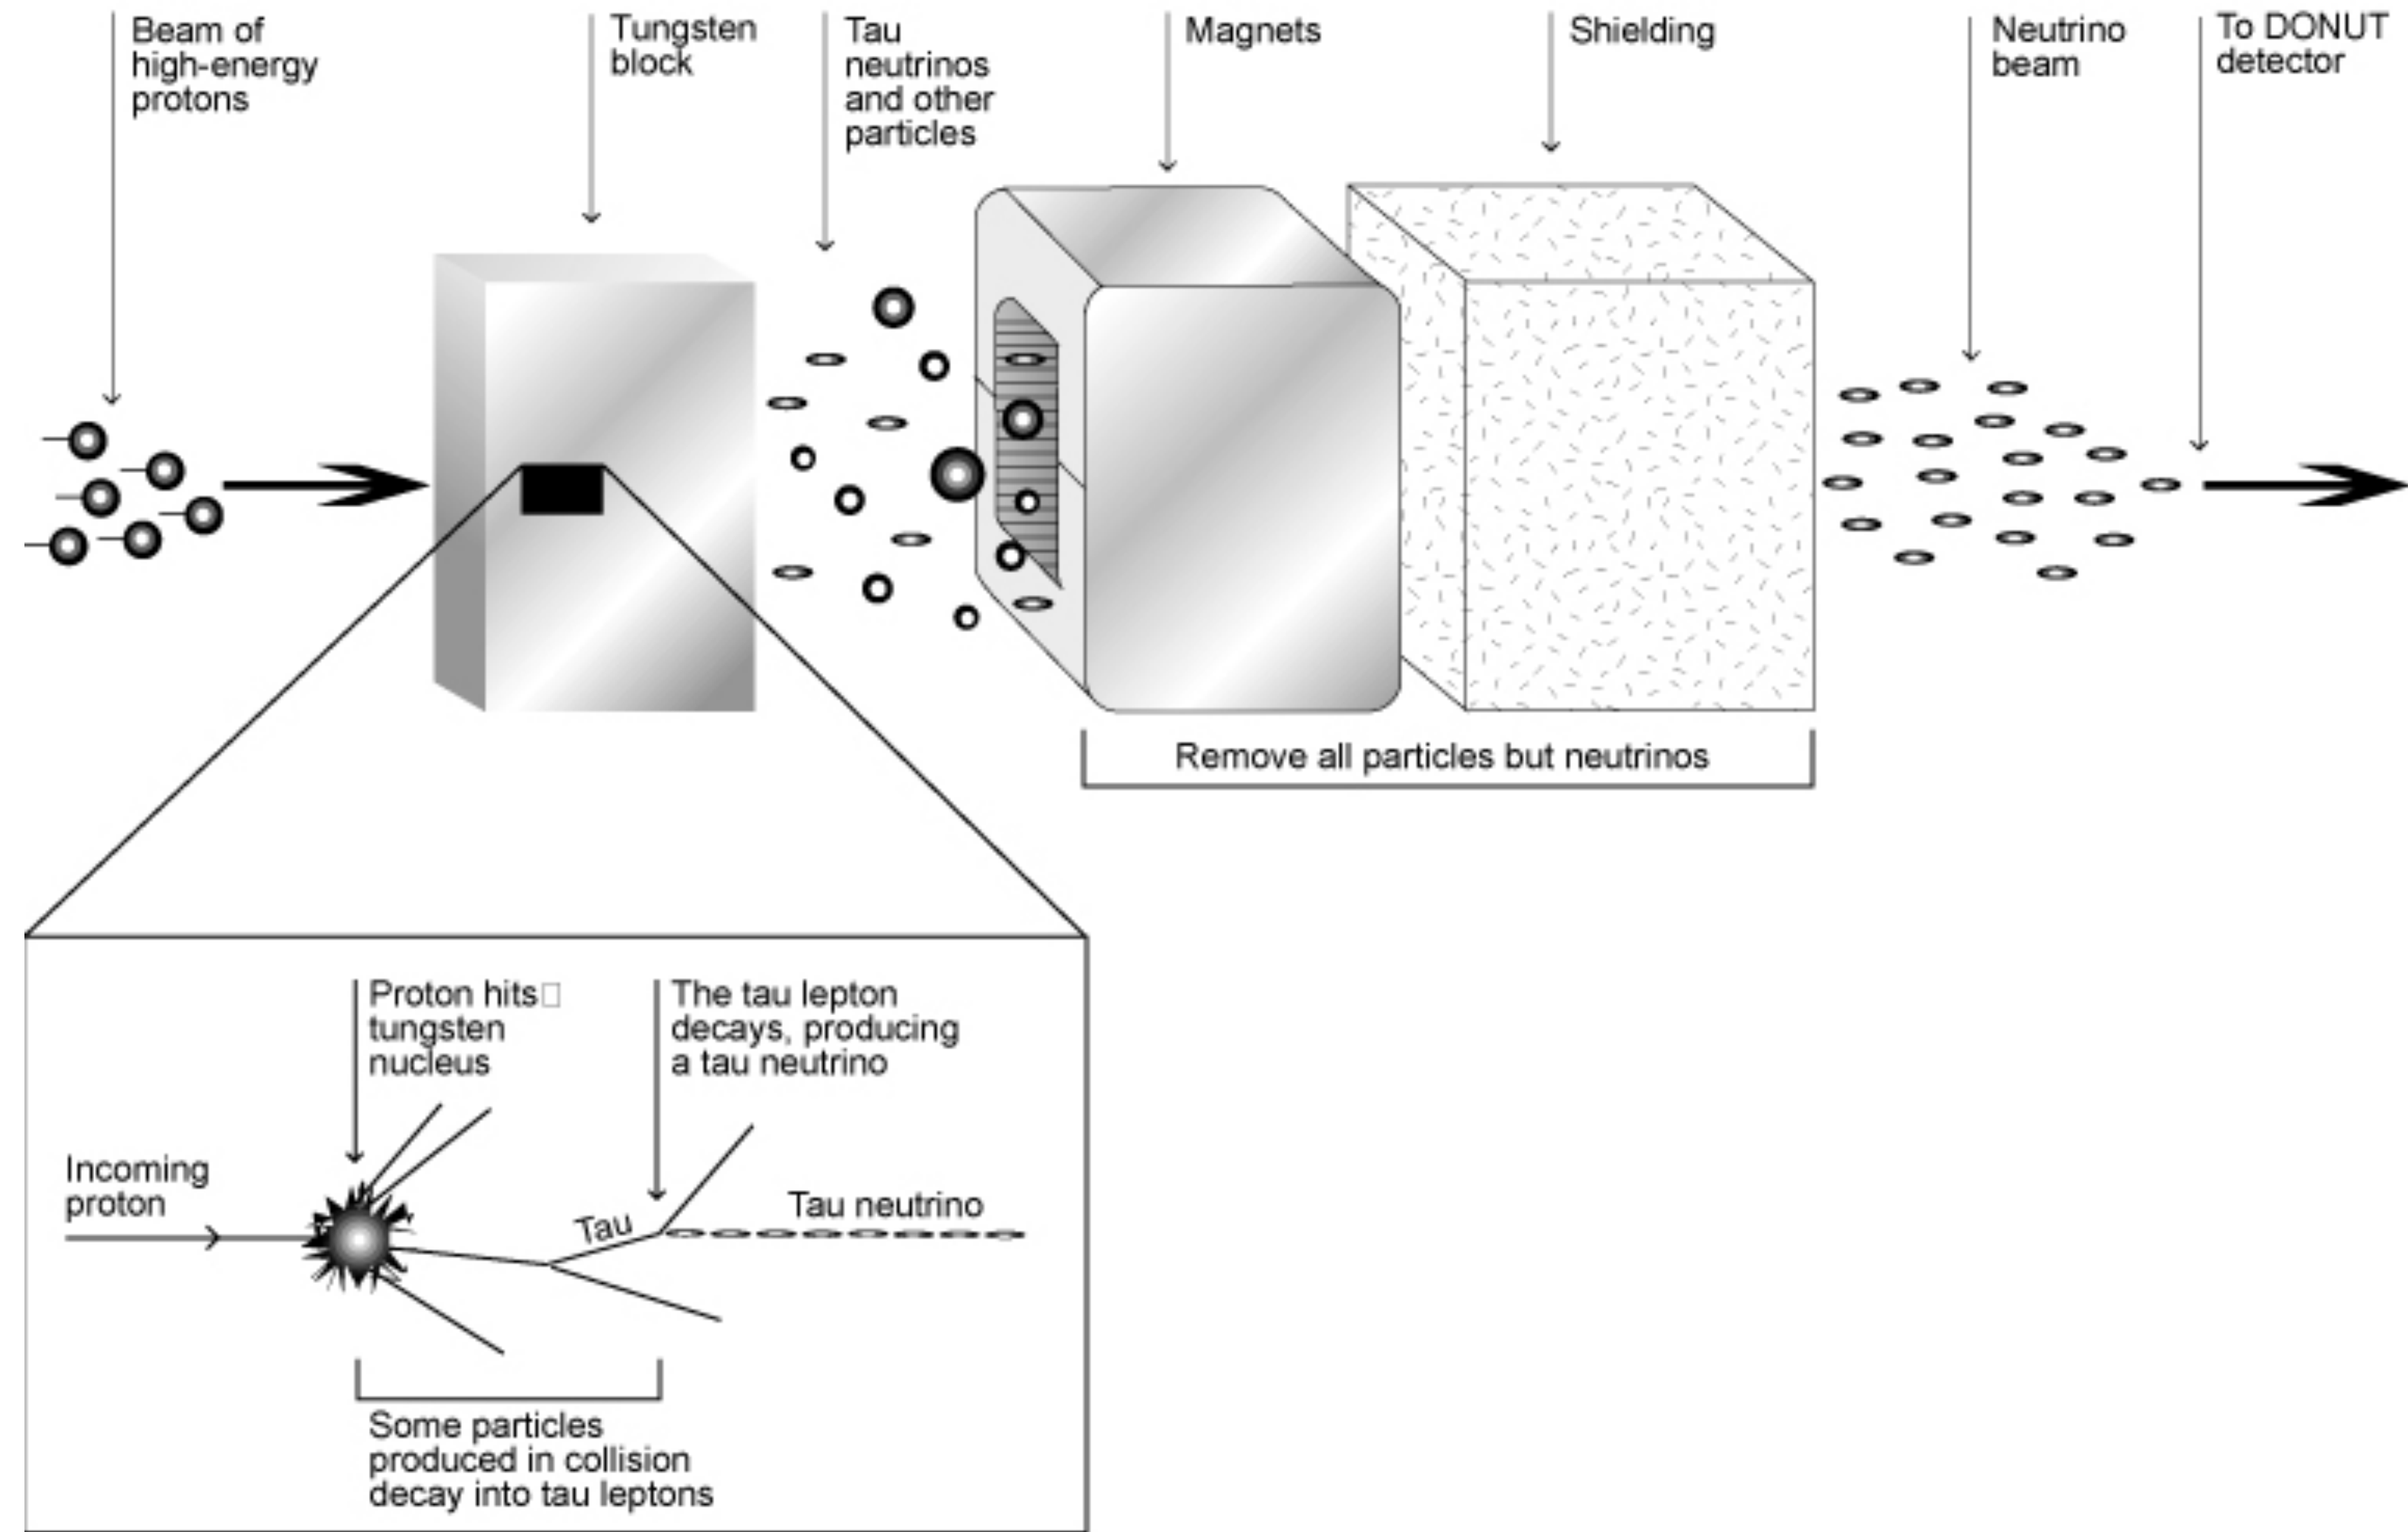 Beam of
high-energy
protons
Tungsten
block
Tau
neutrinos
and other
particles
Magnets
Shielding
Neutrino
beam
To DONUT
detector
Remove all particles but neutrinos
Proton hits□
tungsten
nucleus
The tau lepton
decays, producing
a tau neutrino
Incoming
proton
Tau
Tau neutrino
Some particles
produced in collision
decay into tau leptons